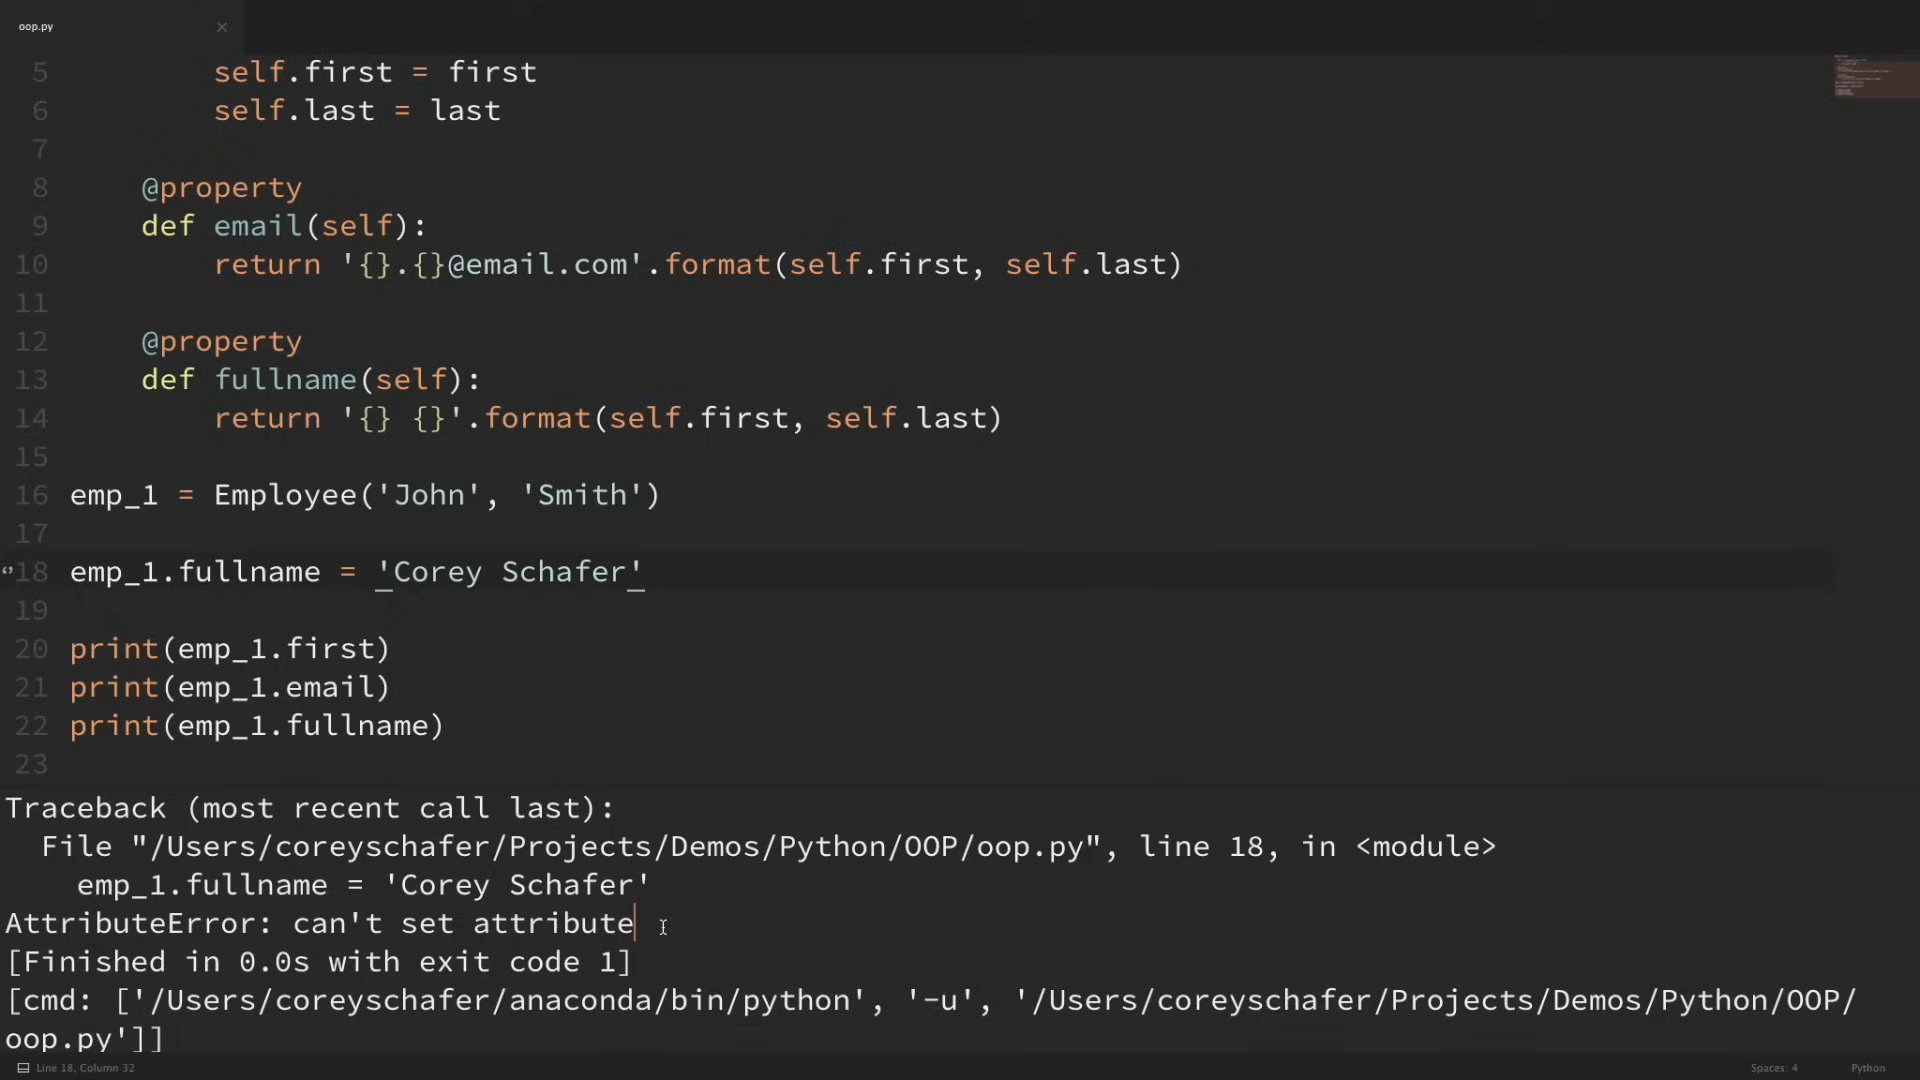 oop.py
5 self.first = first
6 self.last = last
7
8 @property
9 def email(self):
10 return '{}.{}@email.com'.format(self.first, self.last)
11
12 @property
13 def fullname(self):
14 return '{} {}'.format(self.first, self.last)
15
16 emp_1 = Employee('John', 'Smith')
17
18 emp_1.fullname = 'Corey Schafer'
19
20 print(emp_1.first)
21 print(emp_1.email)
22 print(emp_1.fullname)
23
Traceback (most recent call last):
File "/Users/coreyschafer/Projects/Demos/Python/OOP/oop.py", line 18, in <module>
emp_1.fullname = 'Corey Schafer'
AttributeError: can't set attribute
[Finished in 0.0s with exit code 1]
[cmd: ['/Users/coreyschafer/anaconda/bin/python', '-u', '/Users/coreyschafer/Projects/Demos/Python/OOP/
oop.py']]
Line 18, Column 32
Spaces: 4
Python